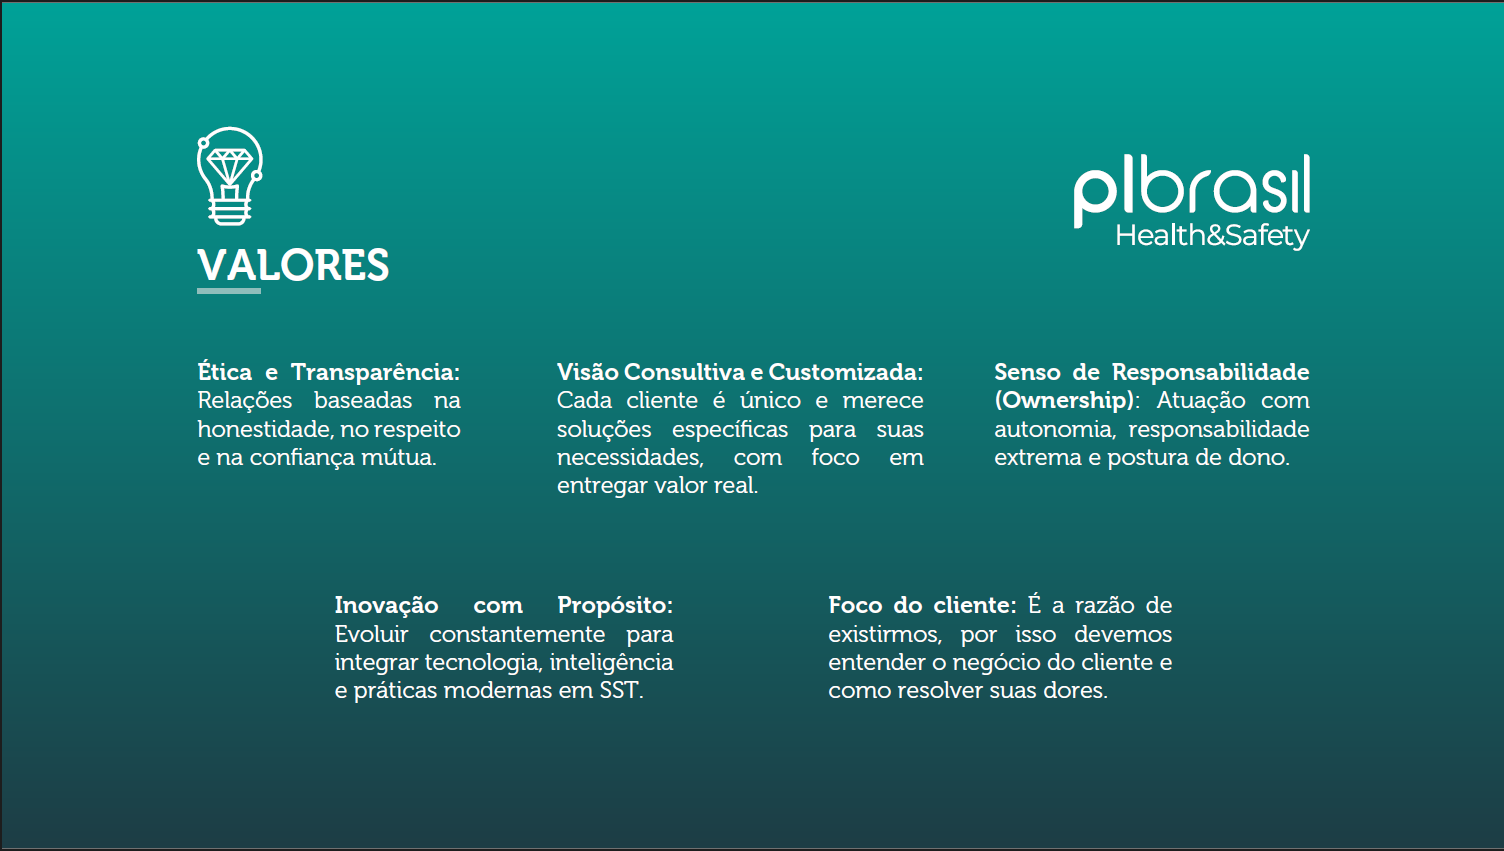 VALORES
plbrasil
Health&Safety
Ética e Transparência:
Relações baseadas na
honestidade, no respeito
e na confiança mútua.
Visão Consultiva e Customizada:
Cada cliente é único e merece
soluções específicas para suas
necessidades, com foco em
entregar valor real.
Senso de Responsabilidade
(Ownership): Atuação com
autonomia, responsabilidade
extrema e postura de dono.
Inovação com Propósito:
Evoluir constantemente para
integrar tecnologia, inteligência
e práticas modernas em SST.
Foco do cliente: É a razão de
existirmos, por isso devemos
entender o negócio do cliente e
como resolver suas dores.